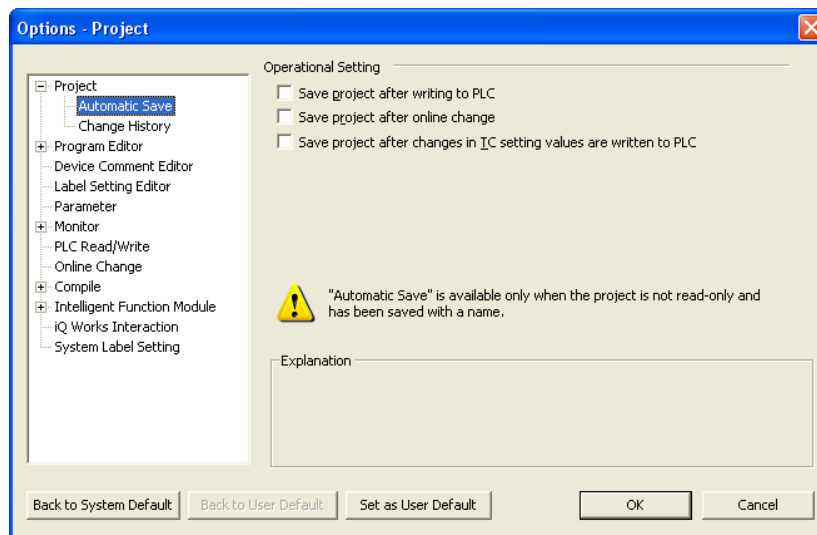 Options - Project
Project
Automatic Save
Change History
Program Editor
Device Comment Editor
Label Setting Editor
Parameter
Monitor
PLC Read/Write
Online Change
Compile
Intelligent Function Module
iQ Works Interaction
System Label Setting
Operational Setting
Save project after writing to PLC
Save project after online change
Save project after changes in TC setting values are written to PLC
"Automatic Save" is available only when the project is not read-only and
has been saved with a name.
Explanation
Back to System Default
Back to User Default
Set as User Default
OK
Cancel